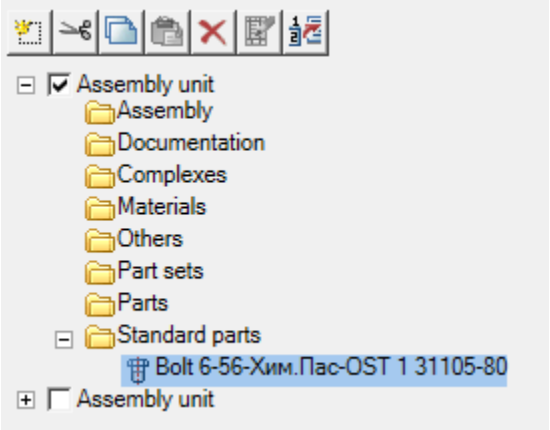 Assembly unit
Assembly
Documentation
Complexes
Materials
Others
Part sets
Parts
Standard parts
Bolt 6-56-Хим.Пас-OST 1 31105-80
Assembly unit